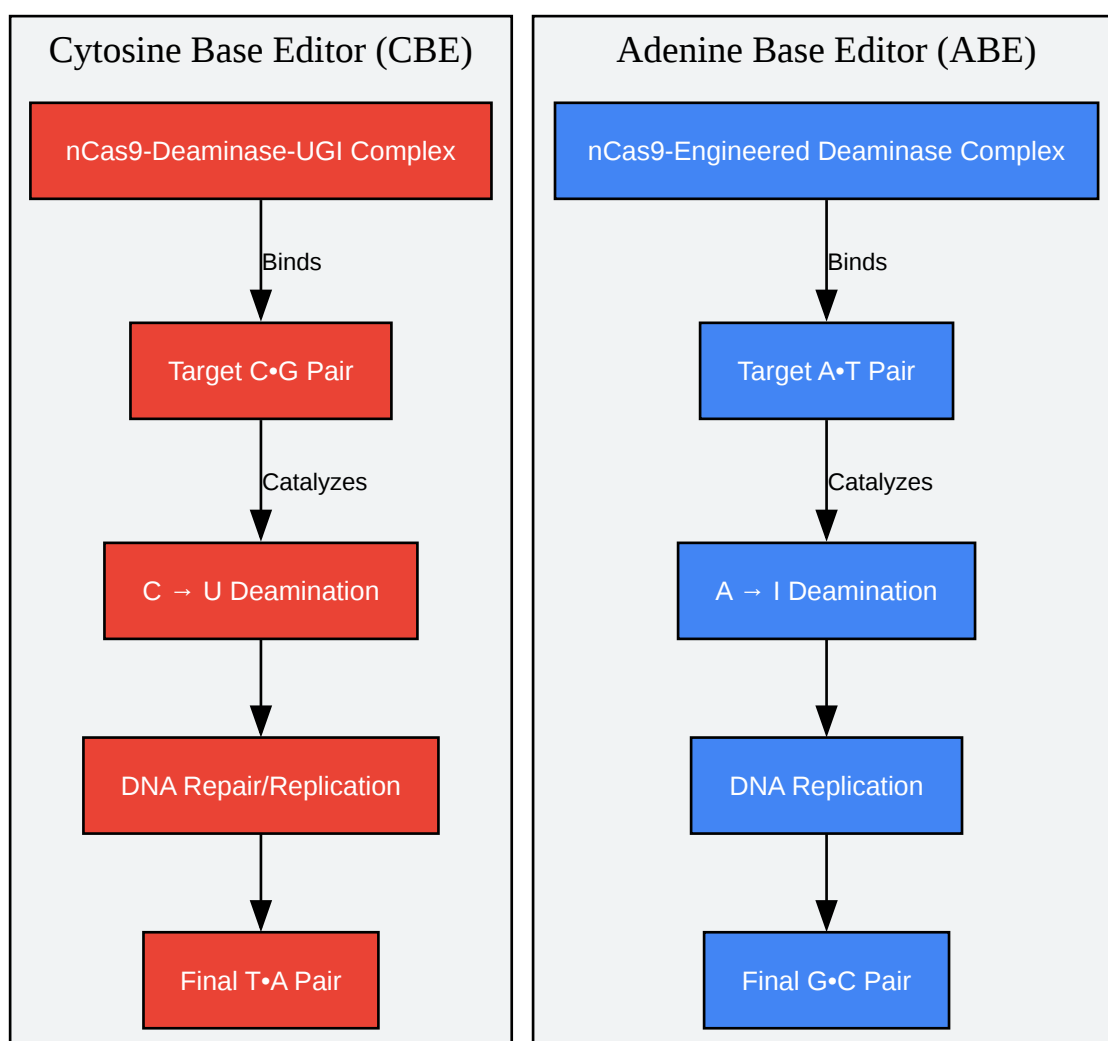 Cytosine Base Editor (CBE)
nCas9-Deaminase-UGI Complex
Binds
Target C•G Pair
Catalyzes
C → U Deamination
DNA Repair/Replication
Final T•A Pair
Adenine Base Editor (ABE)
nCas9-Engineered Deaminase Complex
Binds
Target A•T Pair
Catalyzes
A → I Deamination
DNA Replication
Final G•C Pair